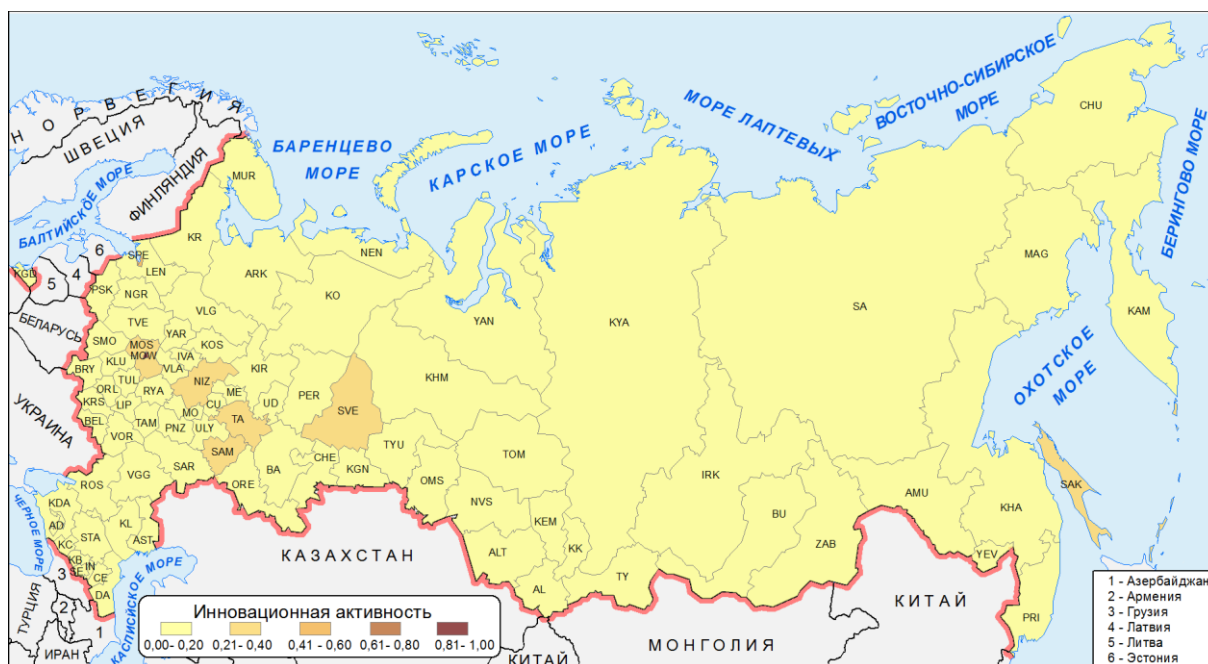 НОРВЕГИЯ
ШВЕЦИЯ
ФИНЛЯНДИЯ
БАЛТИЙСКОЕ МОРЕ
БАРЕНЦЕВО
МОРЕ
КАРСКОЕ МОРЕ
МОРЕ ЛАПТЕВЫХ
ВОСТОЧНО-СИБИРСКОЕ
МОРЕ
БЕРИНГОВО МОРЕ
ОХОТСКОЕ
МОРЕ
CHU
MUR
KR
NEN
SPE
6
KGD
5
4
LEN
ARK
KO
MAG
PSK
NGR
VLG
YAN
KYA
SA
KAM
БЕЛАРУСЬ
TVE
YAR
SMO
MOS
KOS
MOW
IVA
KLU
VLA
KIR
BRY
TUL
NIZ
ME
PER
KHM
ORL
RYA
CU
UD
SVE
KRS
LIP
MO
TA
УКРАИНА
BEL
TAM
PNZ
ULY
TYU
TOM
VOR
SAM
CHE
SAR
BA
KGN
VGG
ORE
OMS
IRK
ROS
NVS
AMU
SAK
KDA
BU
KHA
ЧЕРНОЕ МОРЕ
AD
KL
KEM
STA
AST
KC
ALT
KK
ZAB
YEV
КАЗАХСТАН
KB
IN
3
SE
CE
TY
DA
AL
PRI
КИТАЙ
ТУРЦИЯ
2
1
ИРАН
КАСПИЙСКОЕ МОРЕ
МОНГОЛИЯ
КИТАЙ
Инновационная активность
0,00- 0,20
0,21- 0,40
0,41 - 0,60
0,61- 0,80
0,81- 1,00
1 - Азербайджан
2 - Армения
3 - Грузия
4 - Латвия
5 - Литва
6 - Эстония